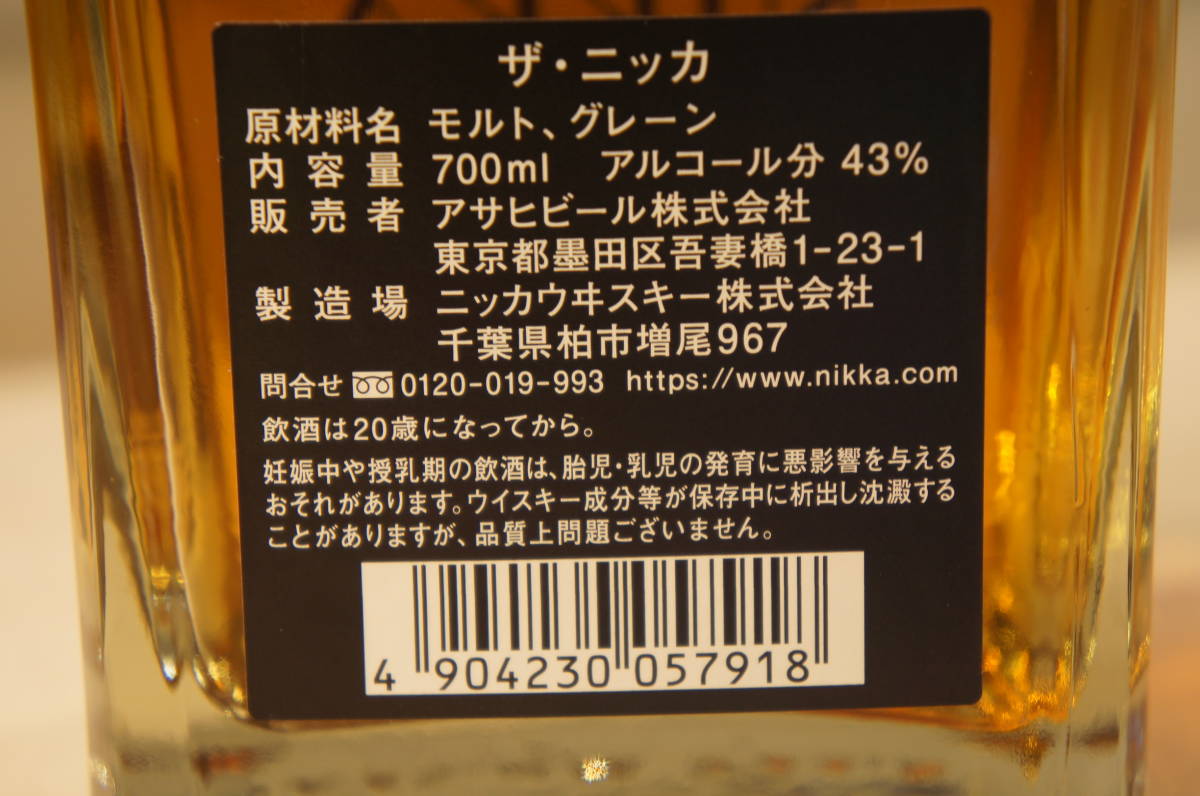 ザ・ニッカ
原材料名 モルト、グレーン
内容量 700ml アルコール分 43%
販売者 アサヒビール株式会社
東京都墨田区吾妻橋1-23-1
製造場 ニッカウヰスキー株式会社
千葉県柏市増尾967
問合せ 0120-019-993 https://www.nikka.com
飲酒は20歳になってから。
妊娠中や授乳期の飲酒は、胎児・乳児の発育に悪影響を与える
おそれがあります。ウイスキー成分等が保存中に析出し沈澱する
ことがありますが、品質上問題ございません。
4 904230 057918